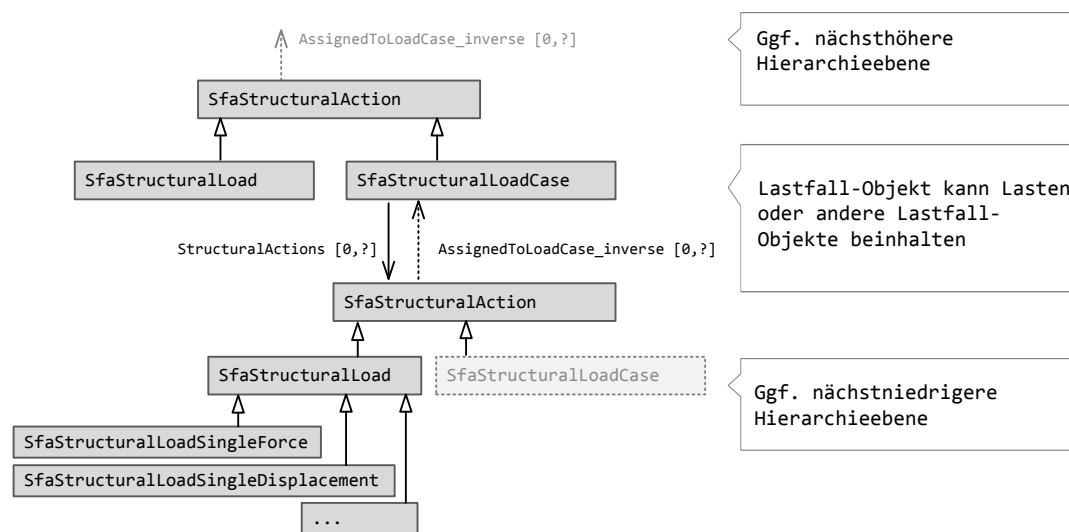 AssignedToLoadCase_inverse [0,?]
Ggf. nächsthöhere
Hierarchieebene
SfaStructuralAction
SfaStructuralLoad
SfaStructuralLoadCase
Lastfall-Objekt kann Lasten
oder andere Lastfall-
Objekte beinhalten
StructuralActions [0,?]
AssignedToLoadCase_inverse [0,?]
SfaStructuralAction
SfaStructuralLoad
SfaStructuralLoadCase
Ggf. nächstniedrigere
Hierarchieebene
SfaStructuralLoadSingleForce
SfaStructuralLoadSingleDisplacement
...